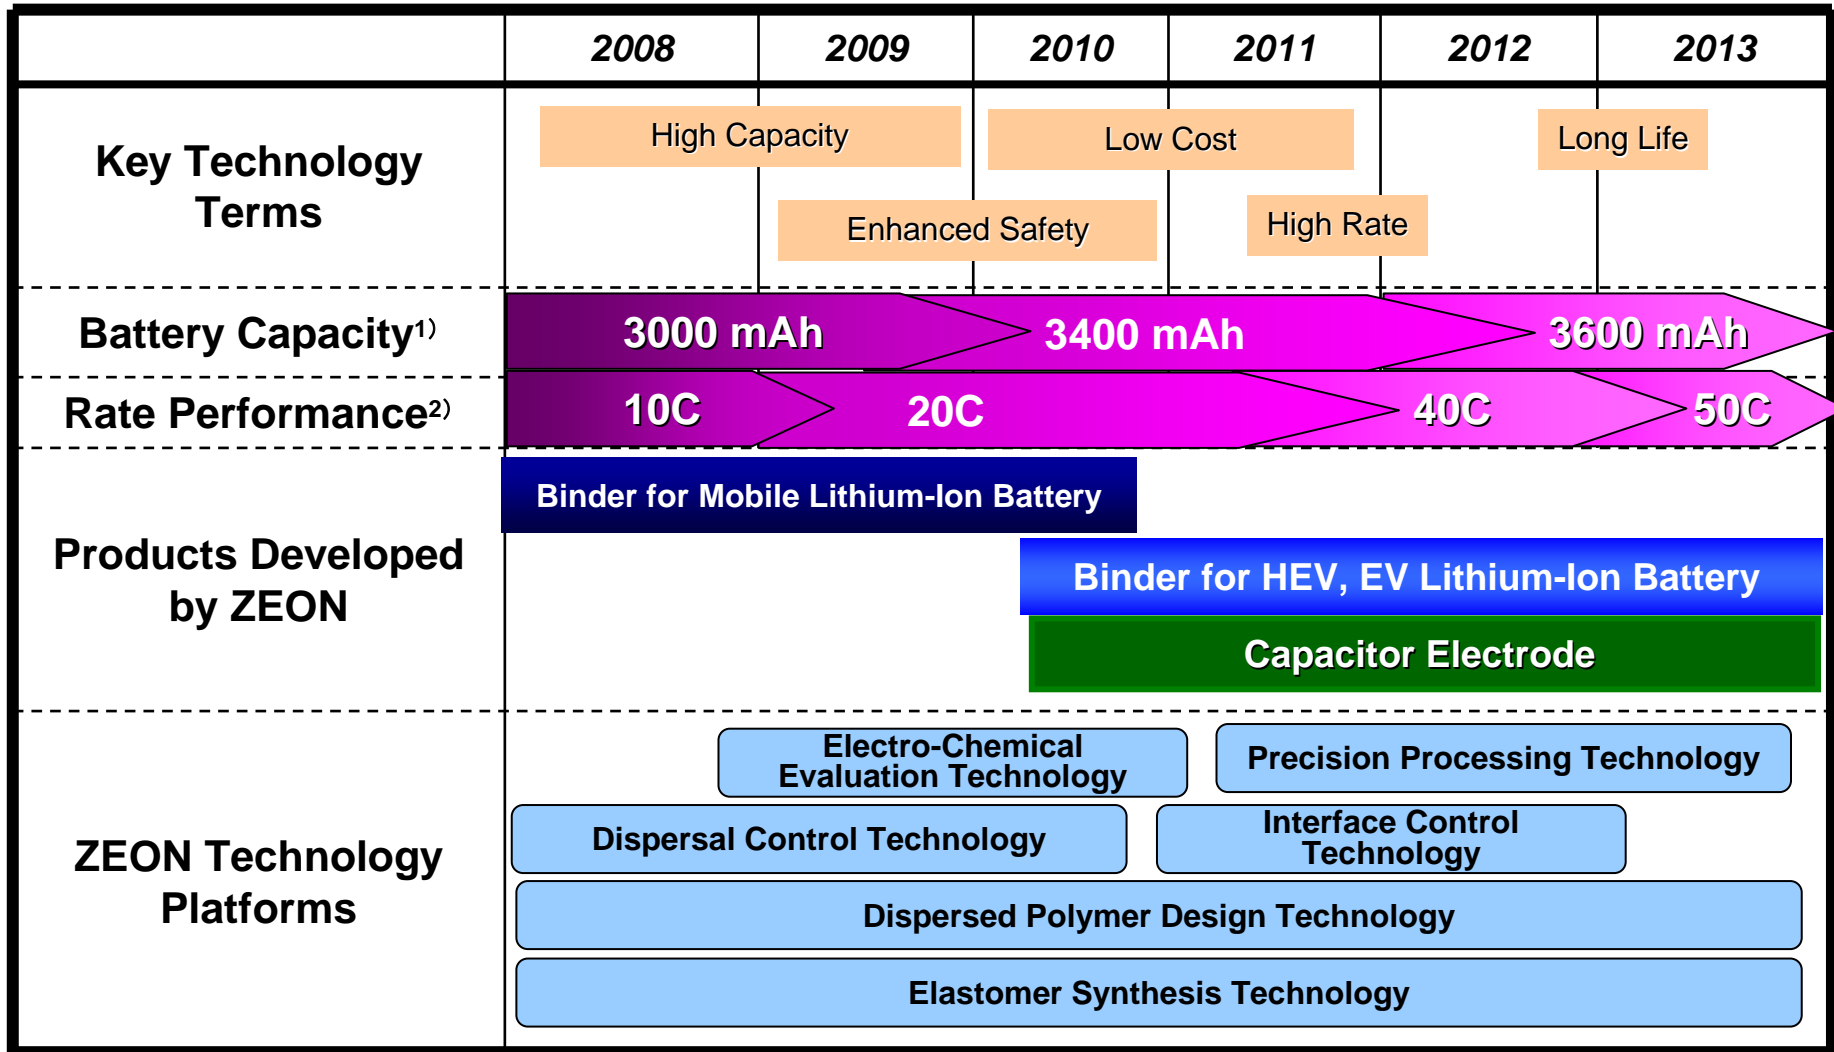 2008 2009 2010 2011 2012 2013
Key Technology
Terms
High Capacity
Low Cost
Long Life
Enhanced Safety
High Rate
Battery Capacity1)
3000 mAh
3400 mAh
3600 mAh
Rate Performance2)
10C
20C
40C
50C
Products Developed
by ZEON
Binder for Mobile Lithium-Ion Battery
Binder for HEV, EV Lithium-Ion Battery
Capacitor Electrode
ZEON Technology
Platforms
Electro-Chemical
Evaluation Technology
Precision Processing Technology
Dispersal Control Technology
Interface Control
Technology
Dispersed Polymer Design Technology
Elastomer Synthesis Technology